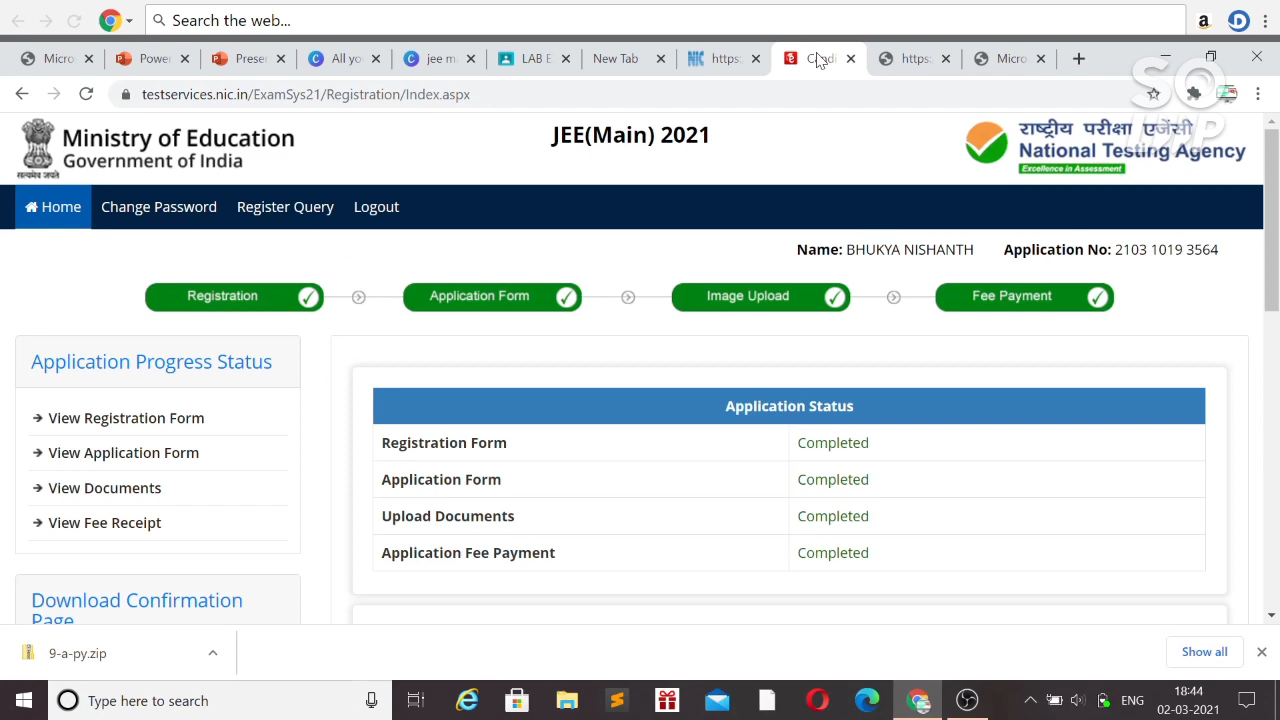 Search the web...
Micro
Power
Presen
All yo
jee m
LAB E
New Tab
NIC
https:
https:
Micro
testservices.nic.in/ExamSys21/Registration/Index.aspx
SO
Ministry of Education
Government of India
सत्यमेव जयते
JEE(Main) 2021
राष्ट्रीय परीक्षा एजेंसी
National Testing Agency
Excellence in Assessment
Home
Change Password
Register Query
Logout
Name: BHUKYA NISHANTH
Application No: 2103 1019 3564
Registration
Application Form
Image Upload
Fee Payment
Application Progress Status
View Registration Form
View Application Form
View Documents
View Fee Receipt
Download Confirmation
Page
Application Status
Registration Form Completed
Application Form Completed
Upload Documents Completed
Application Fee Payment Completed
9-a-py.zip
Show all
Type here to search
ENG
18:44
02-03-2021